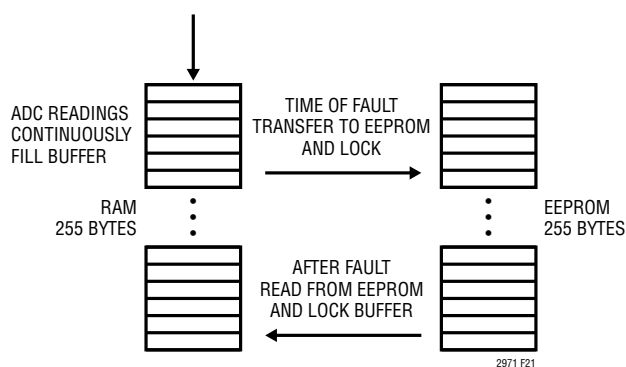 ADC READINGS
CONTINUOUSLY
FILL BUFFER
TIME OF FAULT
TRANSFER TO EEPROM
AND LOCK
RAM
255 BYTES
EEPROM
255 BYTES
AFTER FAULT
READ FROM EEPROM
AND LOCK BUFFER
2971 F21